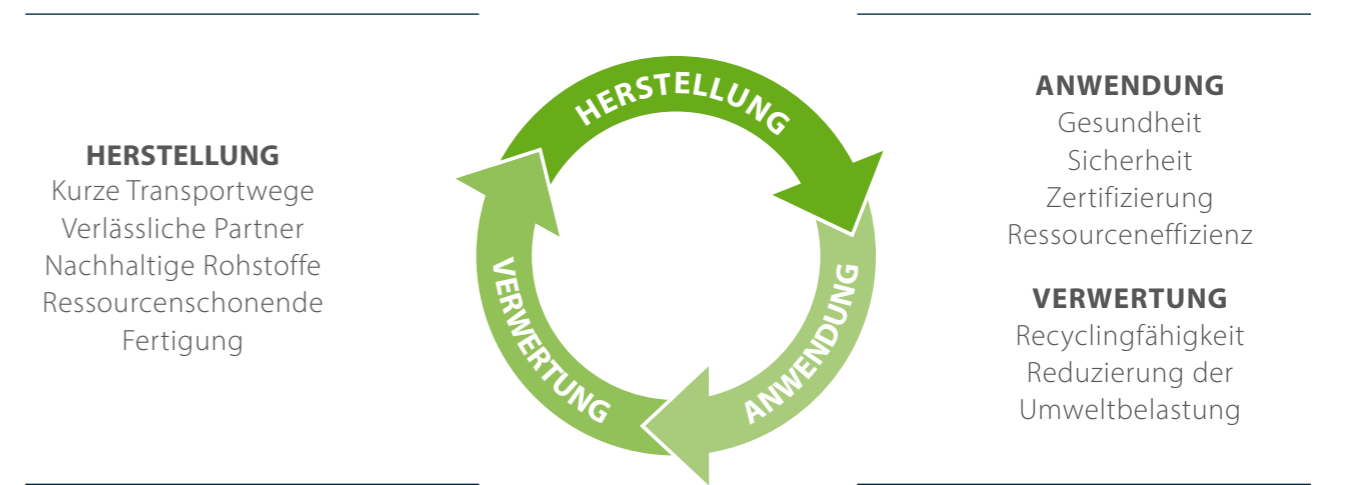 HERSTELLUNG
Kurze Transportwege
Verlässliche Partner
Nachhaltige Rohstoffe
Ressourcenschonende
Fertigung
HERSTELLUNG
ANWENDUNG
VERWERTUNG
ANWENDUNG
Gesundheit
Sicherheit
Zertifizierung
Ressourceneffizienz
VERWERTUNG
Recyclingfähigkeit
Reduzierung der
Umweltbelastung